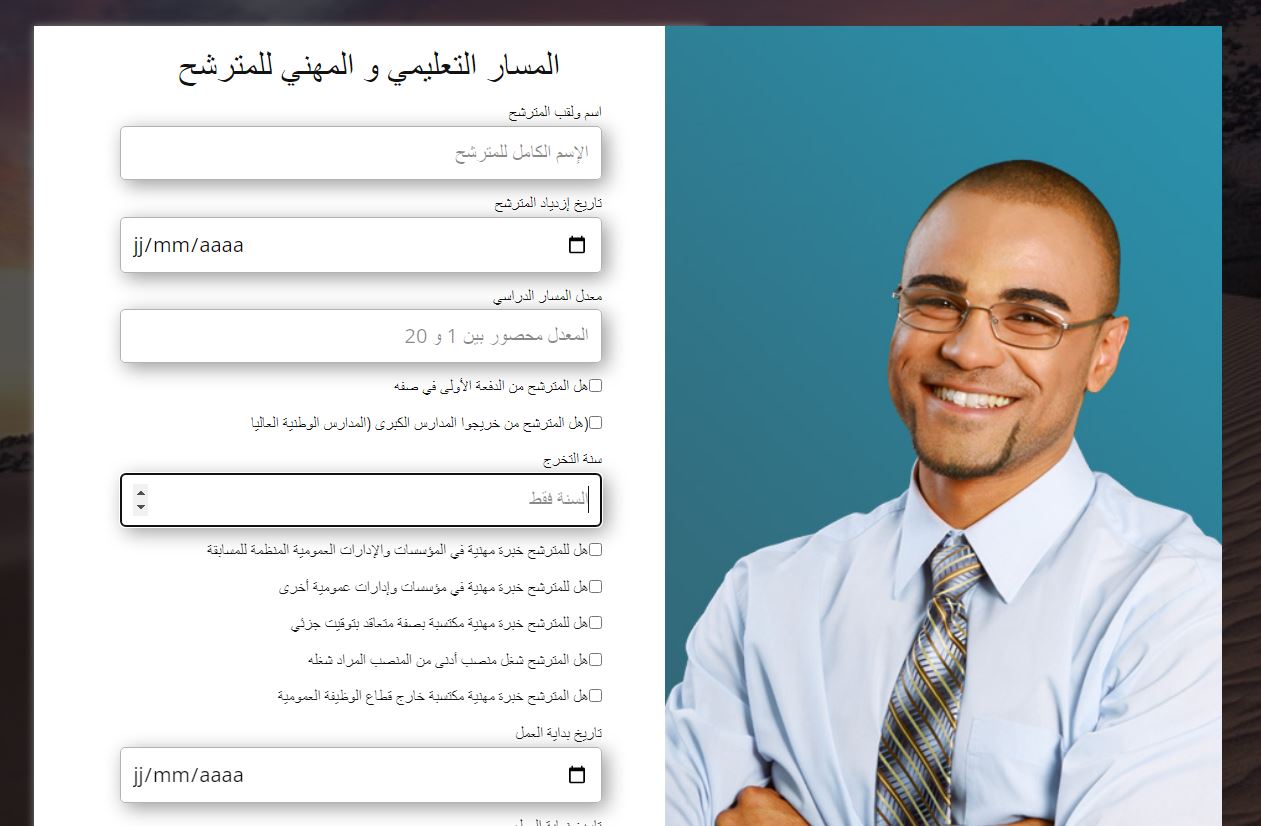 المسار التعليمي و المهني للمترشح
اسم ولقب المترشح
الإسم الكامل للمترشح
تاريخ إزدياد المترشح
jj/mm/aaaa
معدل المسار الدراسي
المعدل محصور بين 1 و 20
هل المترشح من الدفعة الأولى في صفه
(هل المترشح من خريجوا المدارس الكبرى (المدارس الوطنية العاليا
سنة التخرج
السنة فقط
هل للمترشح خبرة مهنية في المؤسسات والإدارات العمومية المنظمة للمسابقة
هل للمترشح خبرة مهنية في مؤسسات وإدارات عمومية أخرى
هل للمترشح خبرة مهنية مكتسبة بصفة متعاقد بتوقيت جزئي
هل المترشح شغل منصب أدنى من المنصب المراد شغله
هل للمترشح خبرة مهنية مكتسبة خارج قطاع الوظيفة العمومية
تاريخ بداية العمل
jj/mm/aaaa